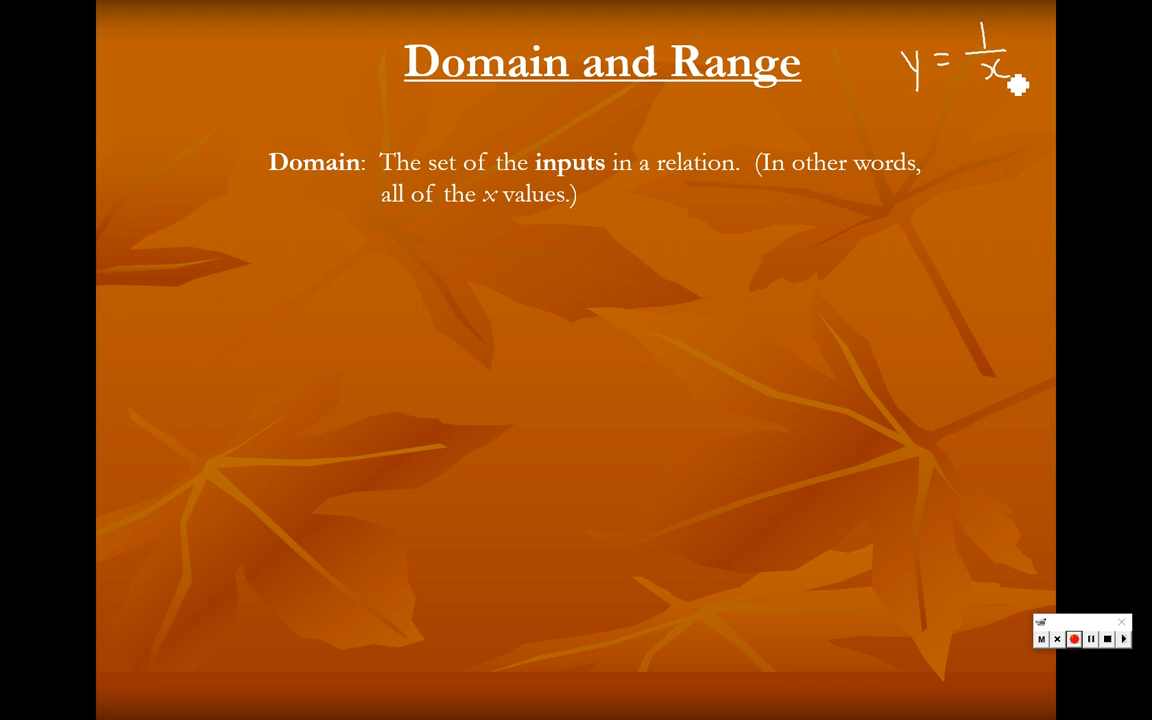 Domain and Range
y = 1/x
Domain: The set of the inputs in a relation. (In other words,
all of the x values.)
M